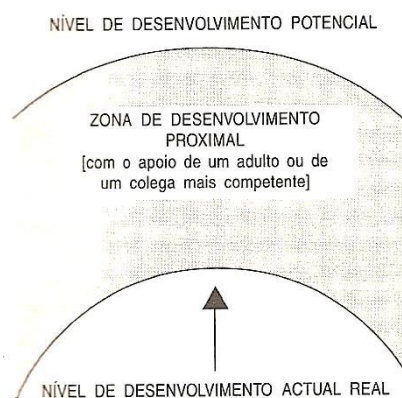 NÍVEL DE DESENVOLVIMENTO POTENCIAL
ZONA DE DESENVOLVIMENTO
PROXIMAL
[com o apoio de um adulto ou de
um colega mais competente]
NÍVEL DE DESENVOLVIMENTO ACTUAL REAL